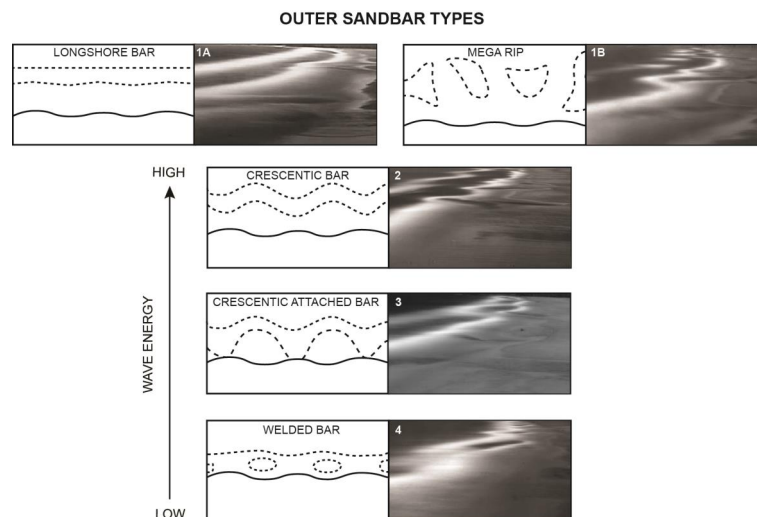 OUTER SANDBAR TYPES
LONGSHORE BAR
1A
MEGA RIP
1B
HIGH
CRESCENTIC BAR
2
CRESCENTIC ATTACHED BAR
3
WAVE ENERGY
WELDED BAR
4
LOW